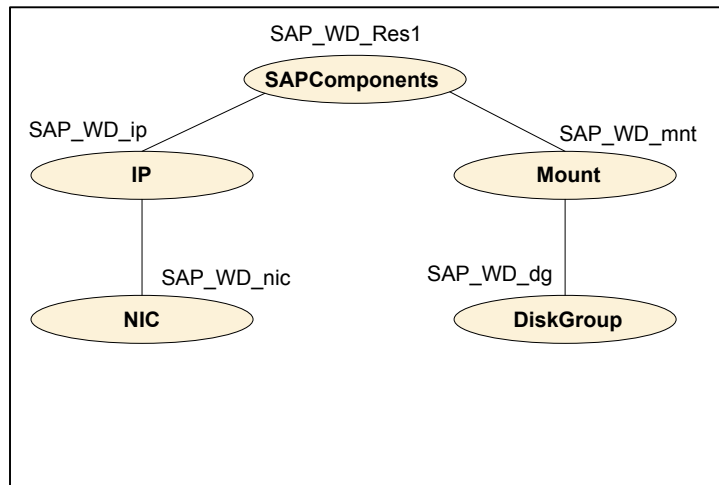 SAP_WD_Res1
SAPComponents
SAP_WD_ip
SAP_WD_mnt
IP
Mount
SAP_WD_nic
SAP_WD_dg
NIC
DiskGroup